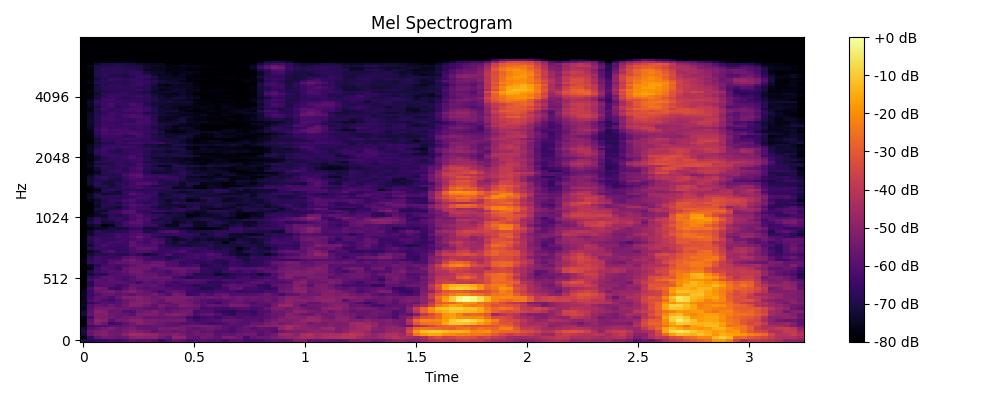 Mel Spectrogram
Hz
4096
2048
1024
512
0
0
0.5
1
1.5
2
2.5
3
Time
+0 dB
-10 dB
-20 dB
-30 dB
-40 dB
-50 dB
-60 dB
-70 dB
-80 dB